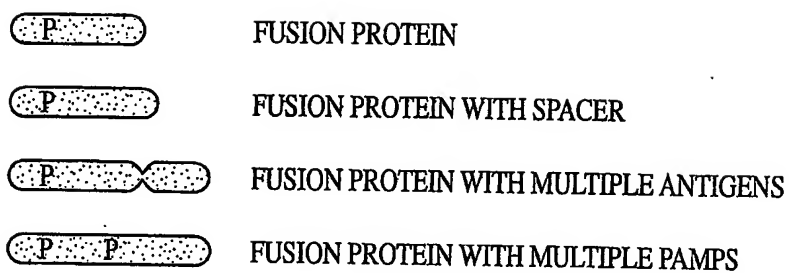 P FUSION PROTEIN
P FUSION PROTEIN WITH SPACER
P FUSION PROTEIN WITH MULTIPLE ANTIGENS
P P FUSION PROTEIN WITH MULTIPLE PAMPS